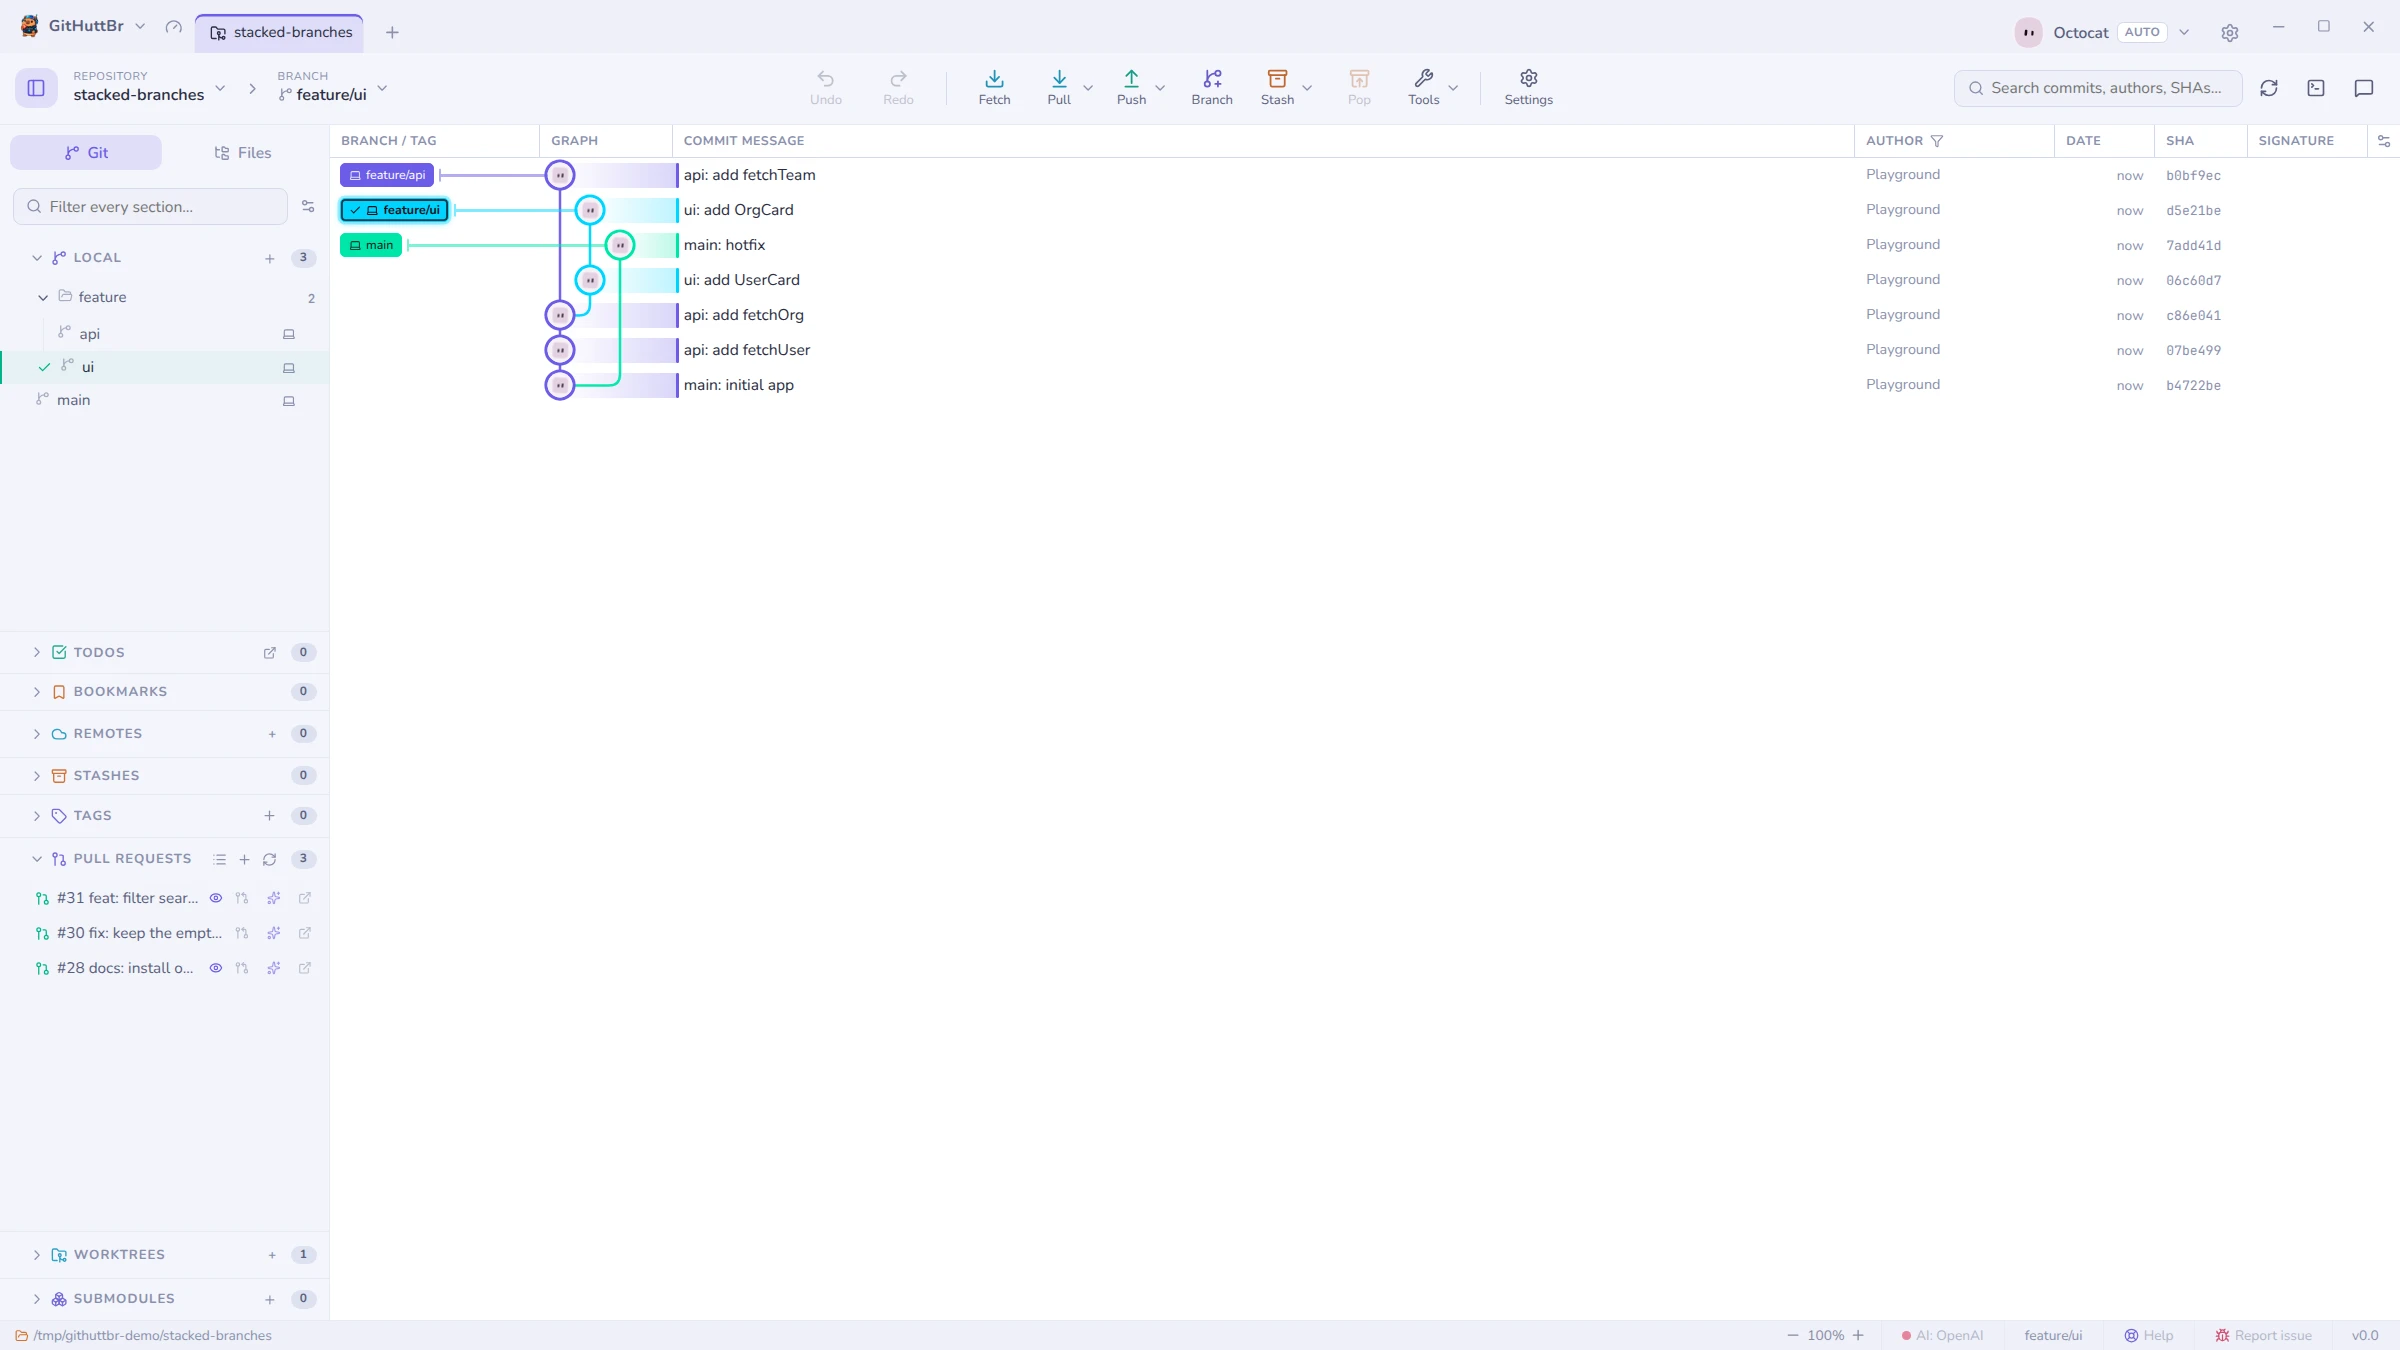 GitHuttBr
stacked-branches
Octocat
AUTO
REPOSITORY
stacked-branches
BRANCH
feature/ui
Undo
Redo
Fetch
Pull
Push
Branch
Stash
Pop
Tools
Settings
Search commits, authors, SHAs...
Git
Files
Filter every section...
LOCAL
3
feature
2
api
ui
main
TODOS
0
BOOKMARKS
0
REMOTES
0
STASHES
0
TAGS
0
PULL REQUESTS
3
#31 feat: filter sear...
#30 fix: keep the empt...
#28 docs: install o...
WORKTREES
1
SUBMODULES
0
BRANCH / TAG
GRAPH
COMMIT MESSAGE
AUTHOR
DATE
SHA
SIGNATURE
feature/api
api: add fetchTeam
Playground
now
b0bf9ec
feature/ui
ui: add OrgCard
Playground
now
d5e21be
main
main: hotfix
Playground
now
7add41d
ui: add UserCard
Playground
now
06c60d7
api: add fetchOrg
Playground
now
c86e041
api: add fetchUser
Playground
now
07be499
main: initial app
Playground
now
b4722be
/tmp/githuttbr-demo/stacked-branches
100%
AI: OpenAI
feature/ui
Help
Report issue
v0.0